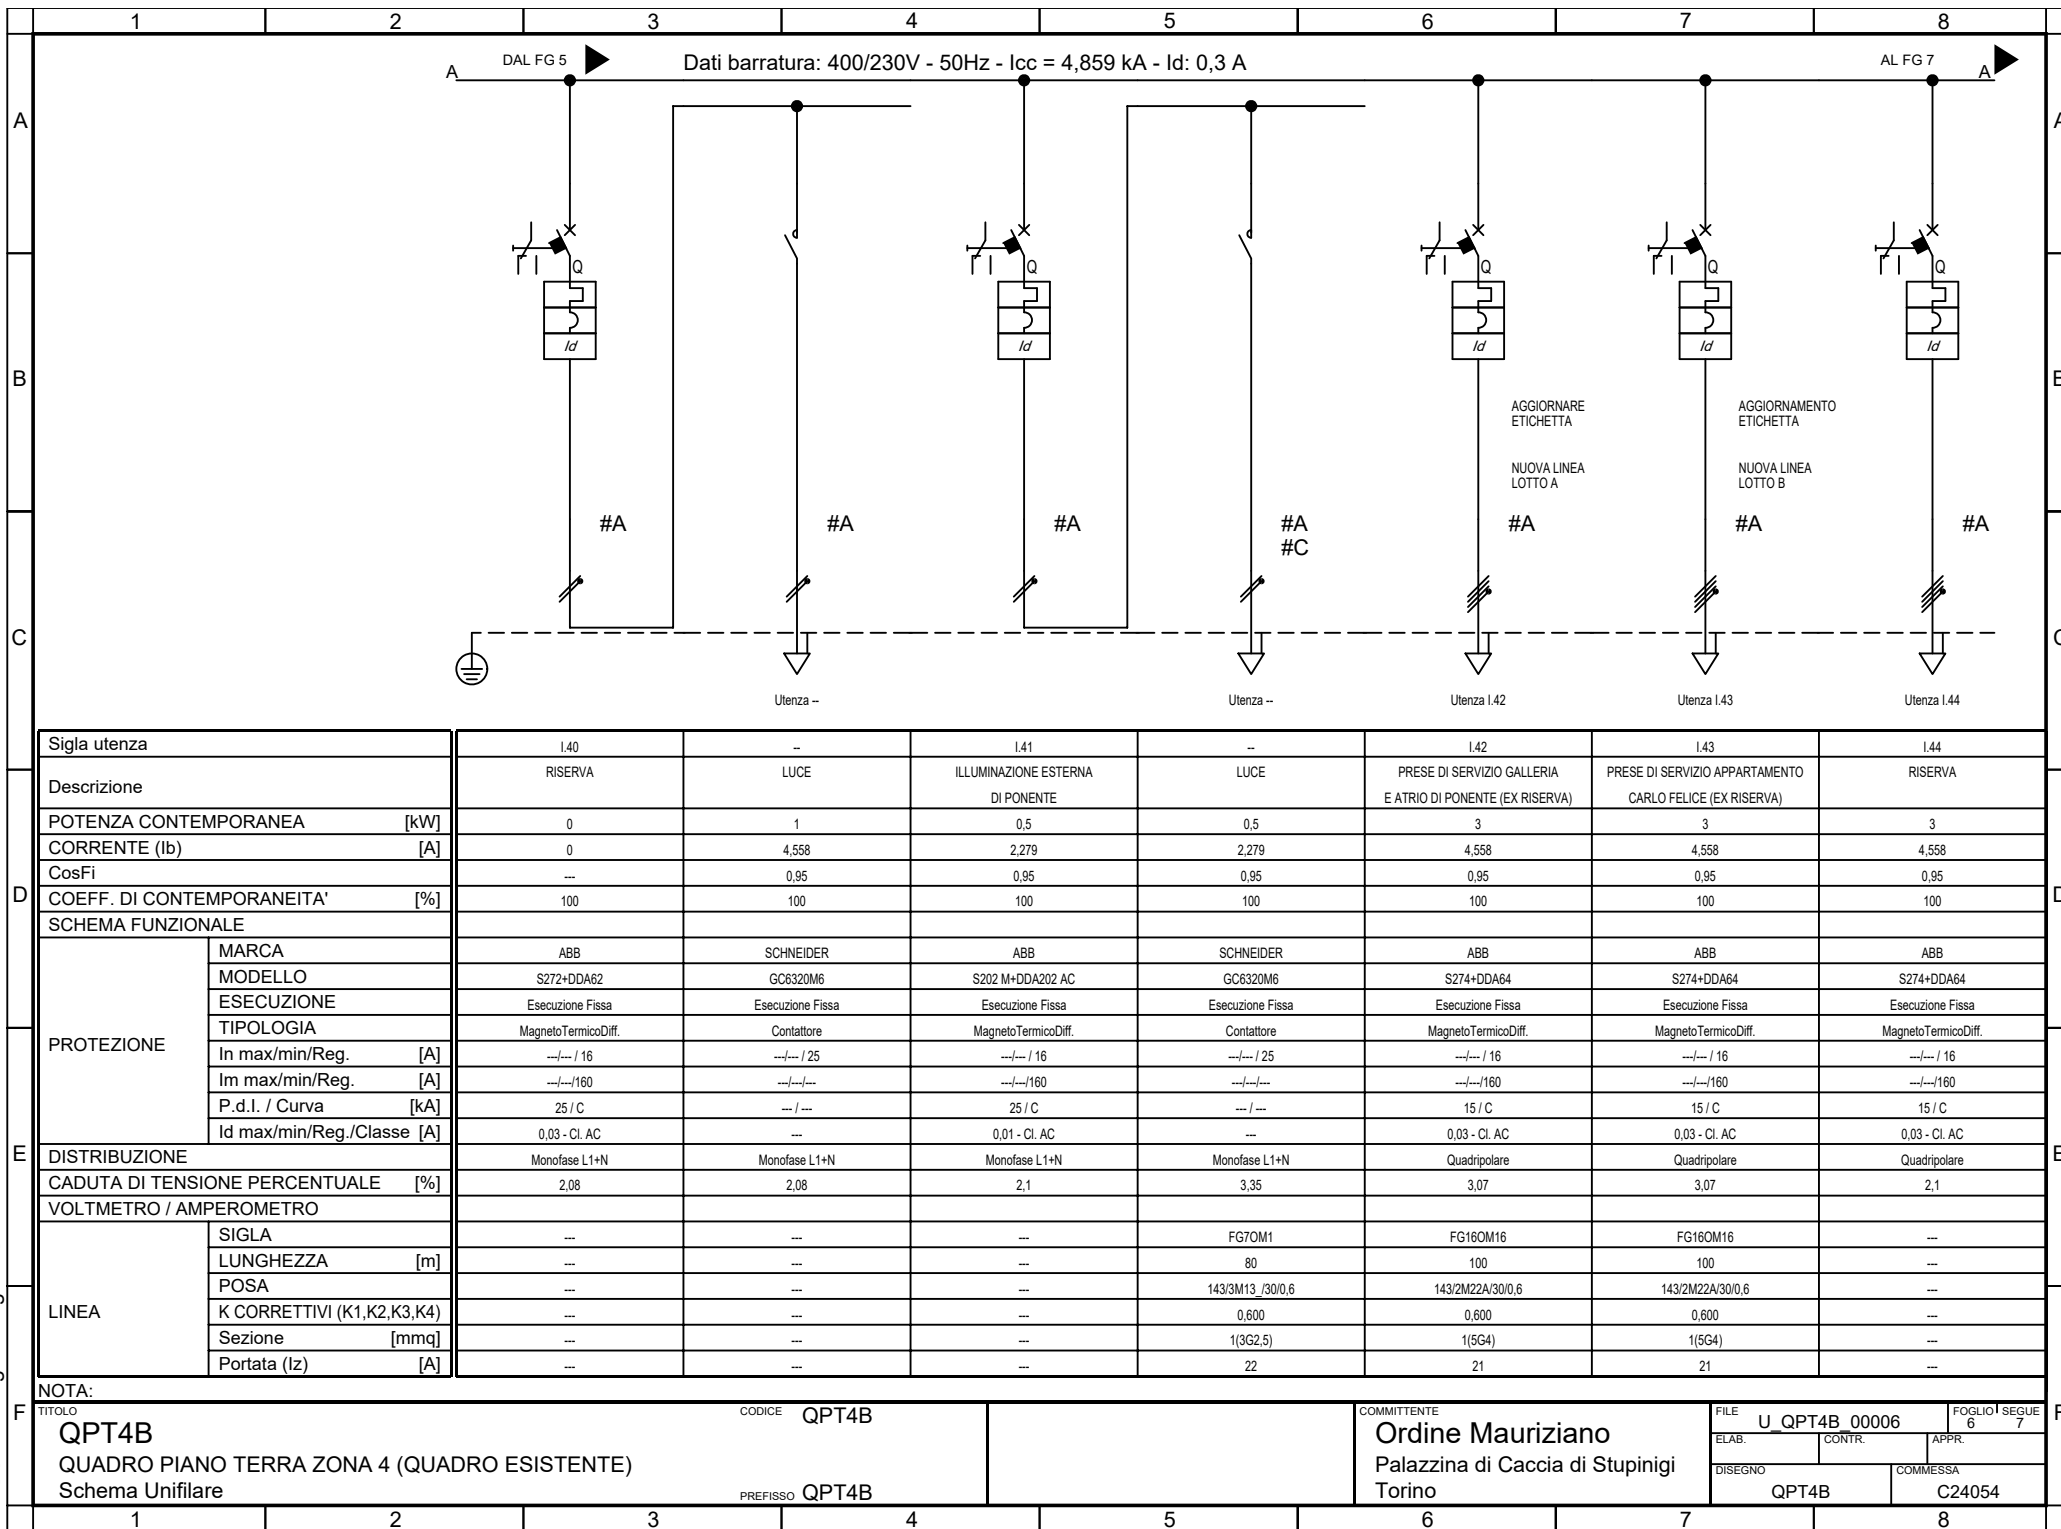 1 2 3 4 5 6 7 8
DAL FG 5
Dati barratura: 400/230V - 50Hz - Icc = 4,859 kA - Id: 0,3 A
AL FG 7
A A
A
Q Q Q Q Q
Id Id Id Id Id
B
AGGIORNARE
ETICHETTA
AGGIORNAMENTO
ETICHETTA
NUOVA LINEA
LOTTO A
NUOVA LINEA
LOTTO B
#A #A #A #A #A #A #A
#C
C
Utenza -- Utenza -- Utenza I.42 Utenza I.43 Utenza I.44
Sigla utenza I.40 -- I.41 -- I.42 I.43 I.44
Descrizione
RISERVA LUCE ILLUMINAZIONE ESTERNA LUCE PRESE DI SERVIZIO GALLERIA PRESE DI SERVIZIO APPARTAMENTO RISERVA
DI PONENTE E ATRIO DI PONENTE (EX RISERVA) CARLO FELICE (EX RISERVA)
POTENZA CONTEMPORANEA [kW] 0 1 0,5 0,5 3 3 3
CORRENTE (Ib) [A] 0 4,558 2,279 2,279 4,558 4,558 4,558
CosFi --- 0,95 0,95 0,95 0,95 0,95 0,95
D
COEFF. DI CONTEMPORANEITA' [%] 100 100 100 100 100 100 100
SCHEMA FUNZIONALE
PROTEZIONE
MARCA ABB SCHNEIDER ABB SCHNEIDER ABB ABB ABB
MODELLO S272+DDA62 GC6320M6 S202 M+DDA202 AC GC6320M6 S274+DDA64 S274+DDA64 S274+DDA64
ESECUZIONE Esecuzione Fissa Esecuzione Fissa Esecuzione Fissa Esecuzione Fissa Esecuzione Fissa Esecuzione Fissa Esecuzione Fissa
TIPOLOGIA MagnetoTermicoDiff. Contattore MagnetoTermicoDiff. Contattore MagnetoTermicoDiff. MagnetoTermicoDiff. MagnetoTermicoDiff.
In max/min/Reg. [A] ---/--- / 16 ---/--- / 25 ---/--- / 16 ---/--- / 25 ---/--- / 16 ---/--- / 16 ---/--- / 16
Im max/min/Reg. [A] ---/---/160 ---/---/--- ---/---/160 ---/---/--- ---/---/160 ---/---/160 ---/---/160
P.d.I. / Curva [kA] 25 / C --- / --- 25 / C --- / --- 15 / C 15 / C 15 / C
Id max/min/Reg./Classe [A] 0,03 - Cl. AC --- 0,01 - Cl. AC --- 0,03 - Cl. AC 0,03 - Cl. AC 0,03 - Cl. AC
E
DISTRIBUZIONE Monofase L1+N Monofase L1+N Monofase L1+N Monofase L1+N Quadripolare Quadripolare Quadripolare
CADUTA DI TENSIONE PERCENTUALE [%] 2,08 2,08 2,1 3,35 3,07 3,07 2,1
VOLTMETRO / AMPEROMETRO
LINEA
SIGLA --- --- --- FG7OM1 FG16OM16 FG16OM16 ---
LUNGHEZZA [m] --- --- --- 80 100 100 ---
POSA --- --- --- 143/3M13_/30/0,6 143/2M22A/30/0,6 143/2M22A/30/0,6 ---
K CORRETTIVI (K1,K2,K3,K4) --- --- --- 0,600 0,600 0,600 ---
Sezione [mmq] --- --- --- 1(3G2,5) 1(5G4) 1(5G4) ---
Portata (Iz) [A] --- --- --- 22 21 21 ---
NOTA:
F
TITOLO
QPT4B
QUADRO PIANO TERRA ZONA 4 (QUADRO ESISTENTE)
Schema Unifilare
CODICE QPT4B
PREFISSO QPT4B
COMMITTENTE
Ordine Mauriziano
Palazzina di Caccia di Stupinigi
Torino
FILE U_QPT4B_00006
FOGLIO 6
SEGUE 7
ELAB. CONTR. APPR.
DISEGNO QPT4B
COMMESSA C24054
1 2 3 4 5 6 7 8